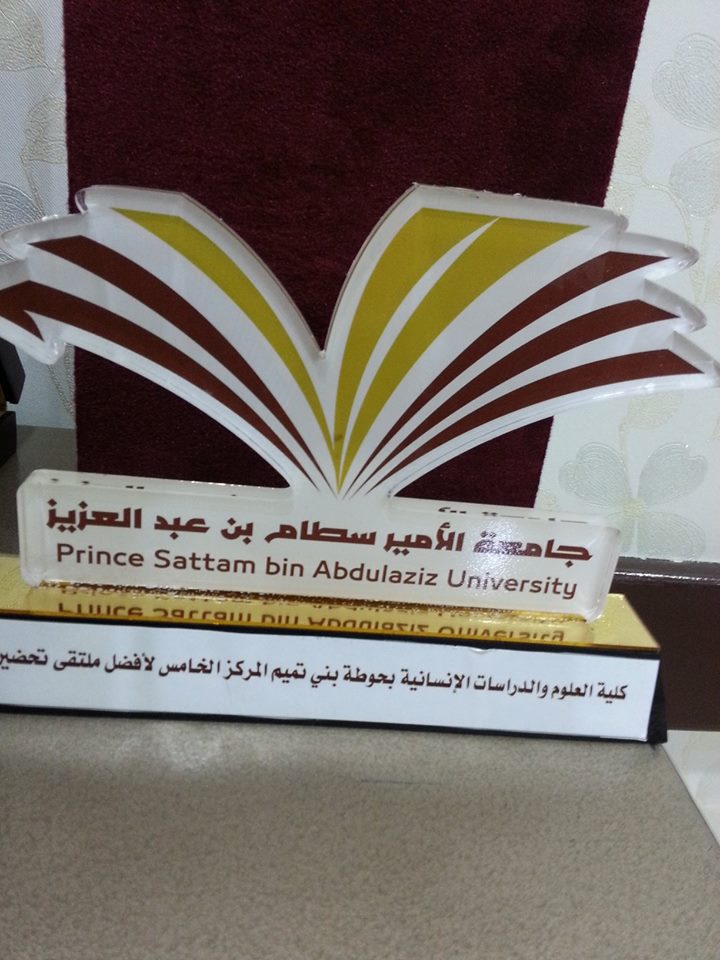 جامعة الأمير سطام بن عبد العزيز
Prince Sattam bin Abdulaziz University
كلية العلوم والدراسات الإنسانية بحوطة بني تميم المركز الخامس لأفضل ملتقى